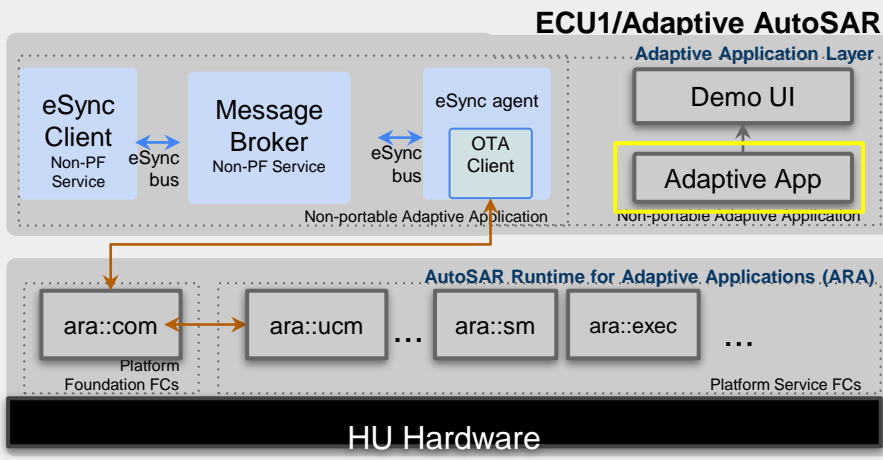 ECU1/Adaptive AutoSAR
Adaptive Application Layer
eSync
Client
Non-PF
Service
eSync
bus
Message
Broker
Non-PF Service
eSync
bus
eSync agent
OTA
Client
Non-portable Adaptive Application
Demo UI
Adaptive App
Non-portable Adaptive Application
AutoSAR Runtime for Adaptive Applications (ARA)
ara::com
Platform
Foundation FCs
ara::ucm
...
ara::sm
ara::exec
...
Platform Service FCs
HU Hardware